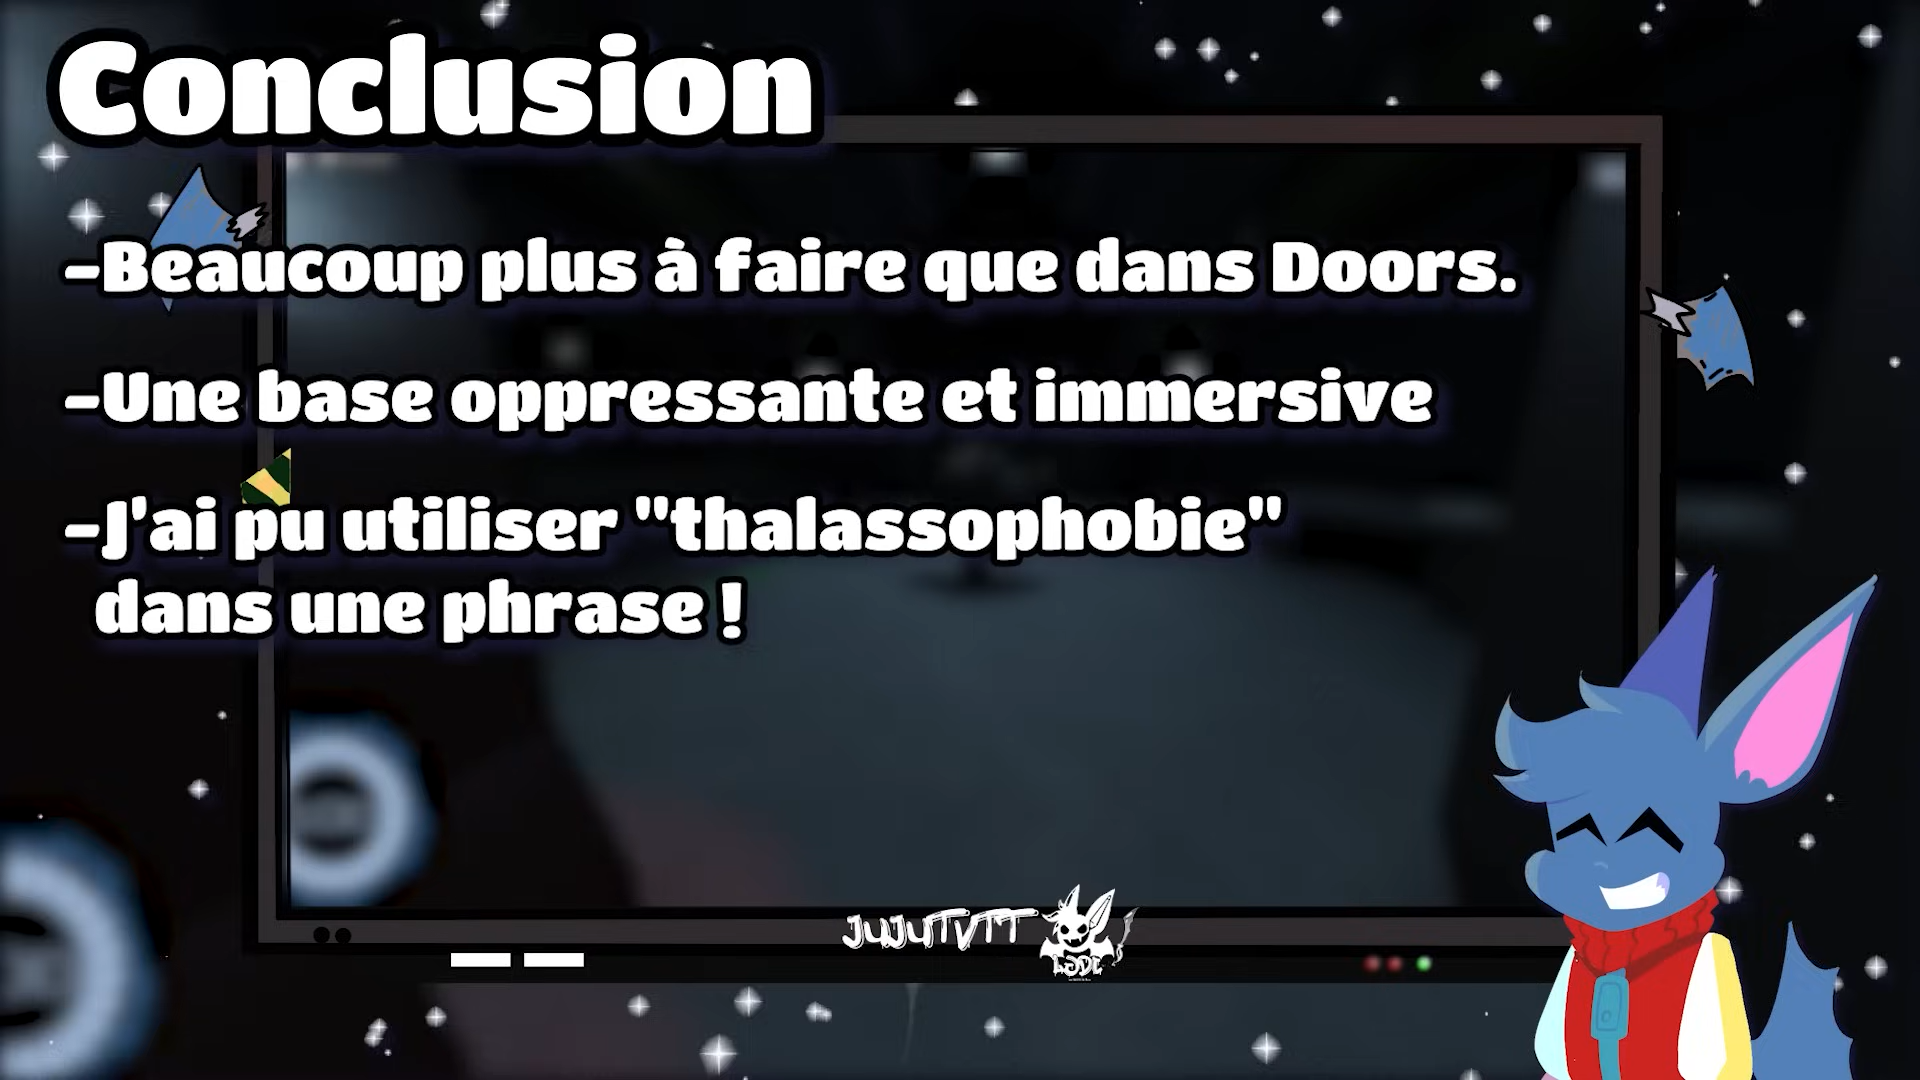 Conclusion
-Beaucoup plus à faire que dans Doors.
-Une base oppressante et immersive
-J'ai pu utiliser "thalassophobie"
dans une phrase !
JUJUTVTT